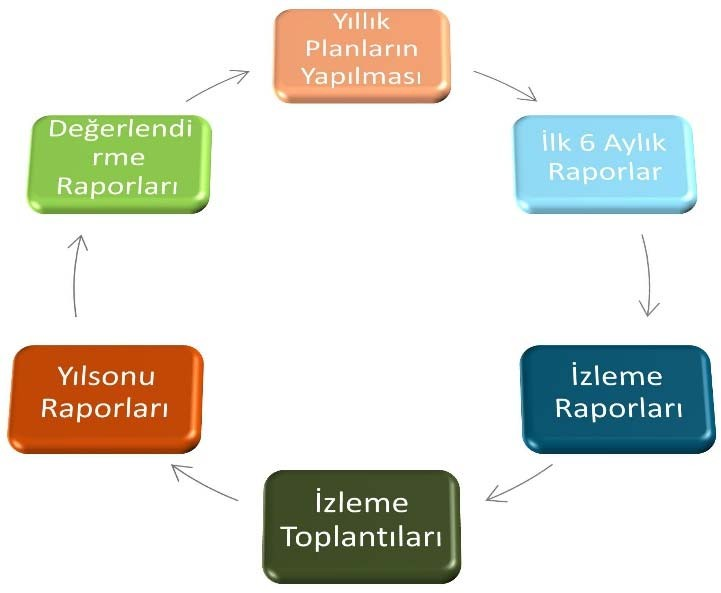 Yıllık
Planların
Yapılması
İlk 6 Aylık
Raporlar
İzleme
Raporları
İzleme
Toplantıları
Yılsonu
Raporları
Değerlendi
rme
Raporları